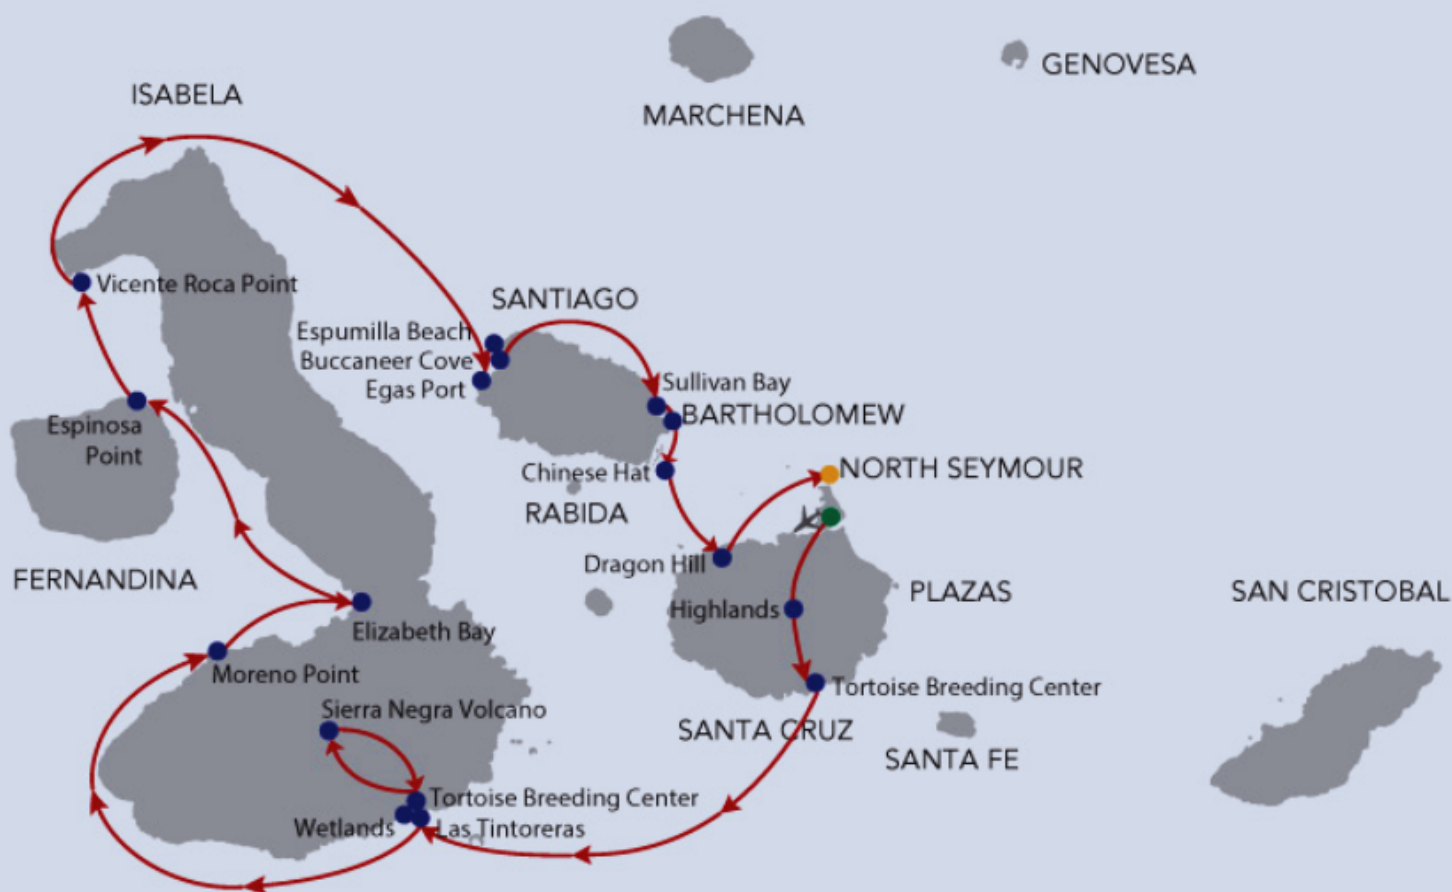 GENOVESA
ISABELA
MARCHENA
Vicente Roca Point
SANTIAGO
Espumilla Beach
Buccaneer Cove
Egas Port
Sullivan Bay
BARTHOLOMEW
Espinosa
Point
Chinese Hat
NORTH SEYMOUR
RABIDA
Dragon Hill
FERNANDINA
PLAZAS
SAN CRISTOBAL
Highlands
Elizabeth Bay
Moreno Point
Tortoise Breeding Center
Sierra Negra Volcano
SANTA CRUZ
SANTA FE
Tortoise Breeding Center
Wetlands
Las Tintoreras